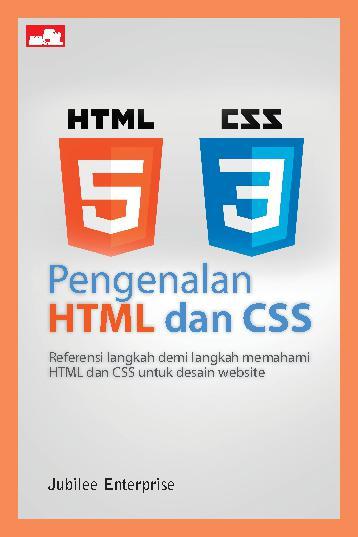 HTML CSS
5 3
Pengenalan
HTML dan CSS
Referensi langkah demi langkah memahami
HTML dan CSS untuk desain website
Jubilee Enterprise